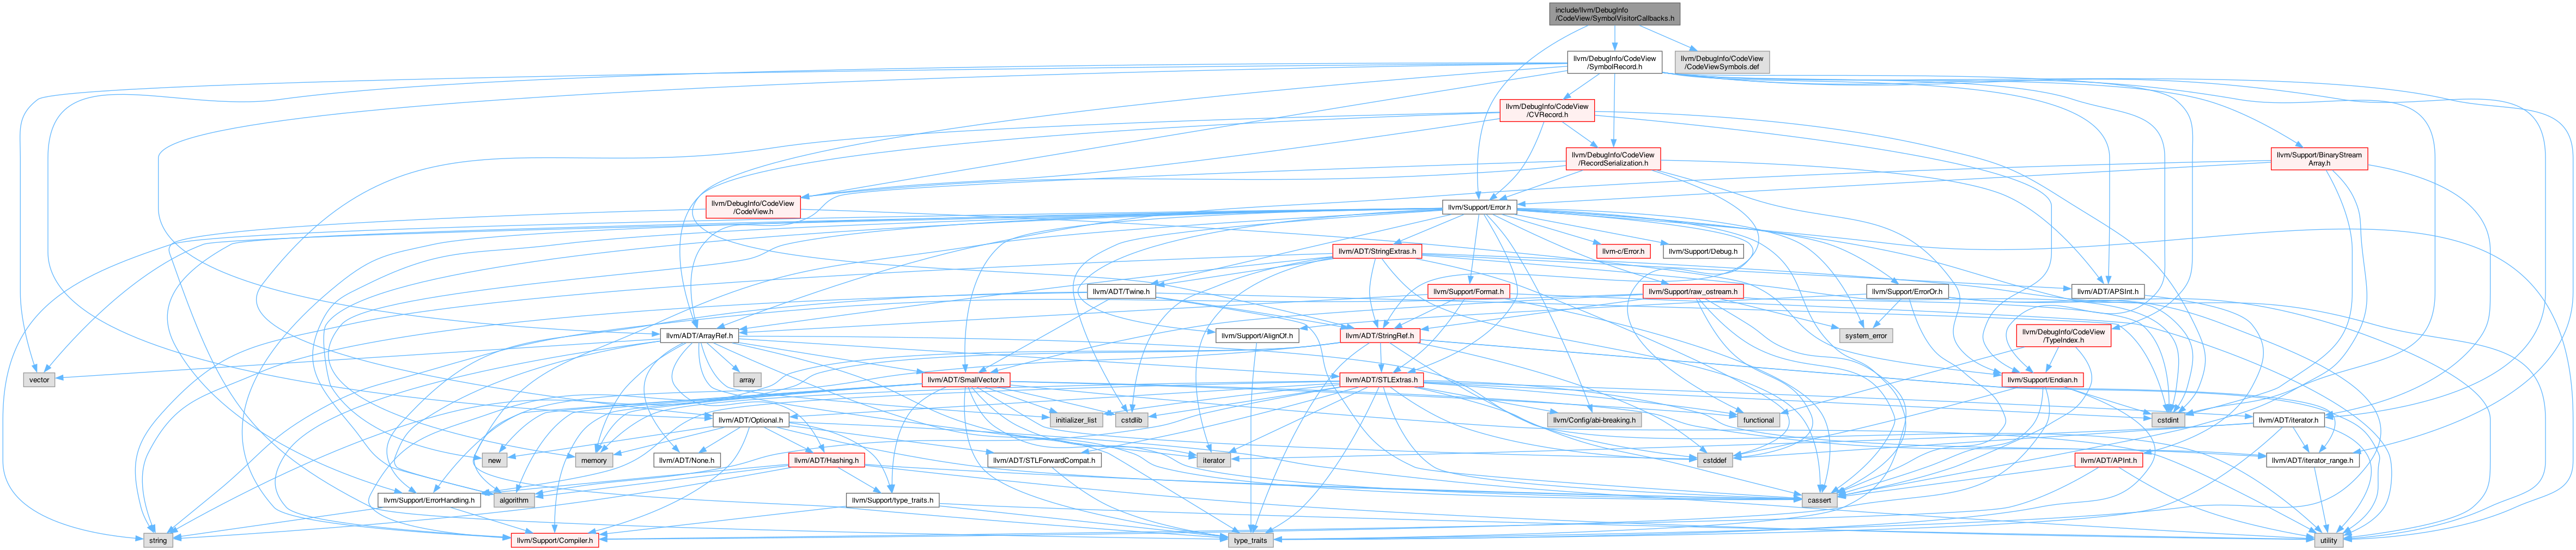 include/llvm/DebugInfo
/CodeView/SymbolVisitorCallbacks.h
llvm/DebugInfo/CodeView
/SymbolRecord.h
llvm/DebugInfo/CodeView
/CodeViewSymbols.def
llvm/DebugInfo/CodeView
/CVRecord.h
llvm/DebugInfo/CodeView
/RecordSerialization.h
llvm/Support/BinaryStream
Array.h
llvm/DebugInfo/CodeView
/CodeView.h
llvm/Support/Error.h
llvm/ADT/StringExtras.h
llvm-c/Error.h
llvm/Support/Debug.h
llvm/ADT/Twine.h
llvm/Support/Format.h
llvm/Support/raw_ostream.h
llvm/Support/ErrorOr.h
llvm/ADT/APSInt.h
llvm/ADT/ArrayRef.h
llvm/Support/AlignOf.h
llvm/ADT/StringRef.h
system_error
llvm/DebugInfo/CodeView
/TypeIndex.h
vector
array
llvm/ADT/SmallVector.h
llvm/ADT/STLExtras.h
llvm/Support/Endian.h
llvm/ADT/Optional.h
initializer_list
cstdlib
llvm/Config/abi-breaking.h
functional
cstdint
llvm/ADT/iterator.h
new
memory
llvm/ADT/None.h
llvm/ADT/Hashing.h
llvm/ADT/STLForwardCompat.h
iterator
cstddef
llvm/ADT/APInt.h
llvm/ADT/iterator_range.h
llvm/Support/ErrorHandling.h
algorithm
llvm/Support/type_traits.h
cassert
string
llvm/Support/Compiler.h
type_traits
utility